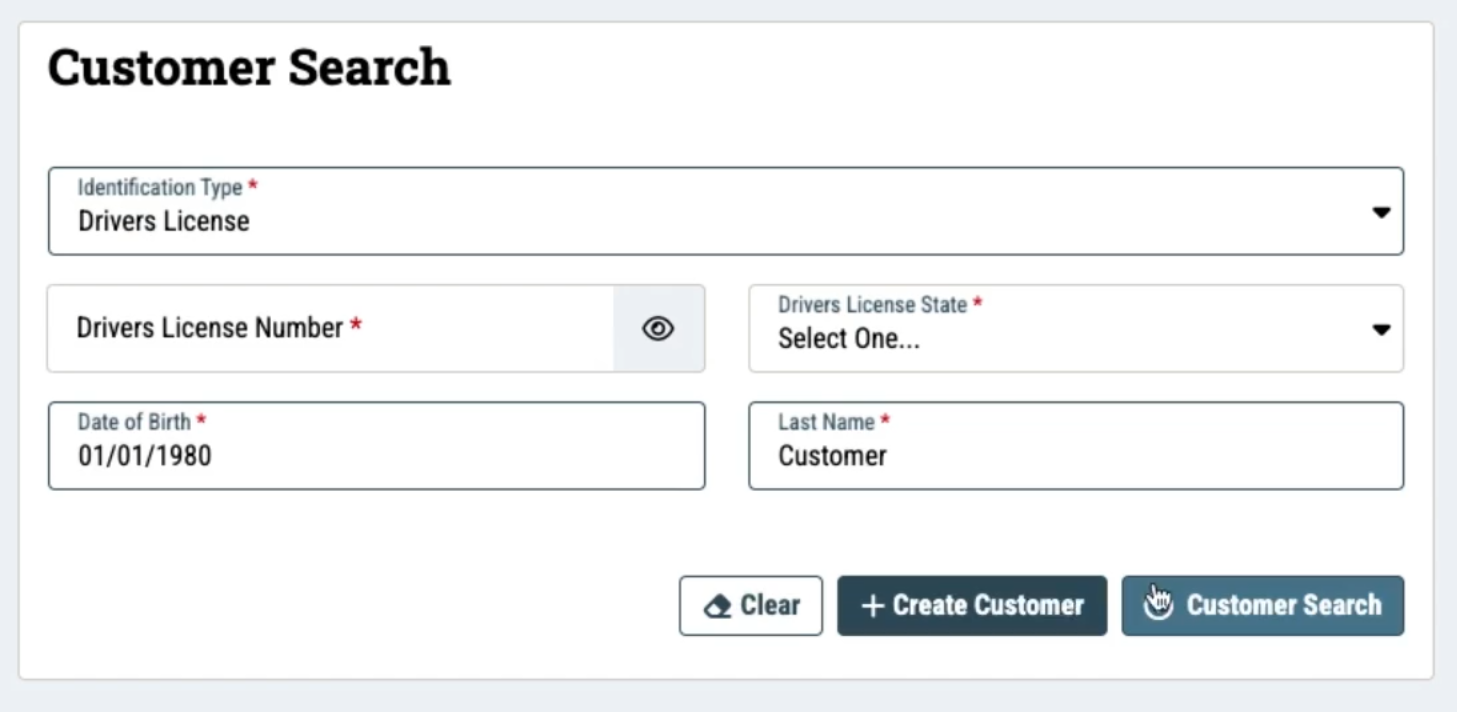 Customer Search
Identification Type *
Drivers License
Drivers License Number *
Drivers License State *
Select One...
Date of Birth *
01/01/1980
Last Name *
Customer
Clear
+ Create Customer
Customer Search